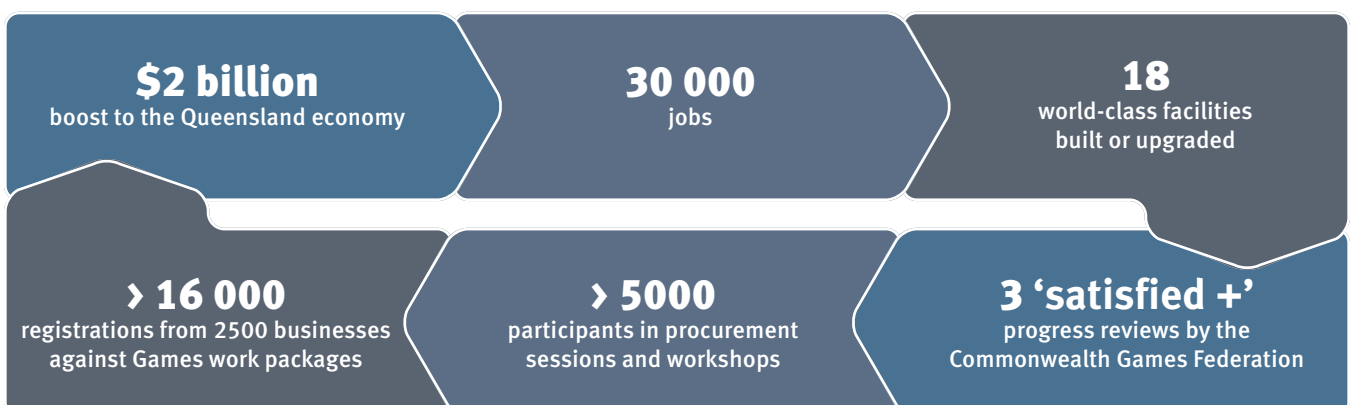 $2 billion
boost to the Queensland economy
30 000
jobs
18
world-class facilities
built or upgraded
3 ‘satisfied +’
progress reviews by the
Commonwealth Games Federation
> 5000
participants in procurement
sessions and workshops
> 16 000
registrations from 2500 businesses
against Games work packages